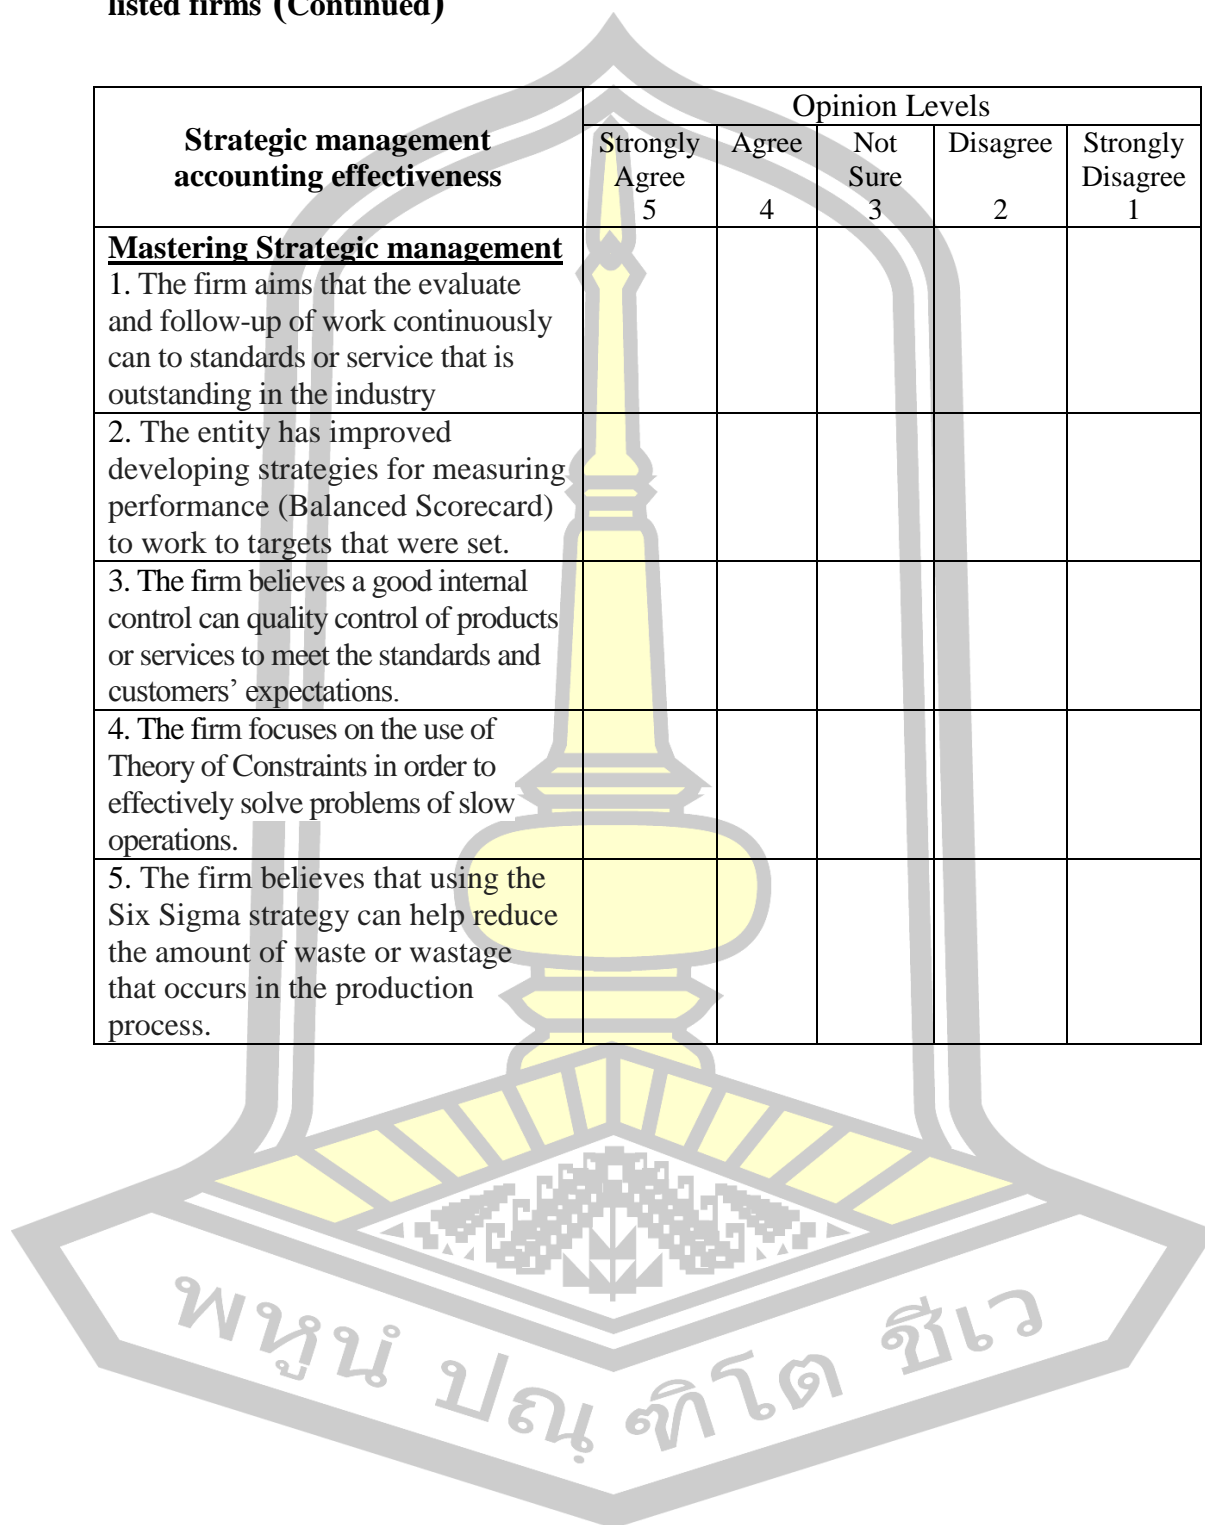 listed firms (Continued)
Strategic management
accounting effectiveness
Opinion Levels
Strongly
Agree
5
Agree
4
Not
Sure
3
Disagree
2
Strongly
Disagree
1
Mastering Strategic management
1. The firm aims that the evaluate
and follow-up of work continuously
can to standards or service that is
outstanding in the industry
2. The entity has improved
developing strategies for measuring
performance (Balanced Scorecard)
to work to targets that were set.
3. The firm believes a good internal
control can quality control of products
or services to meet the standards and
customers’ expectations.
4. The firm focuses on the use of
Theory of Constraints in order to
effectively solve problems of slow
operations.
5. The firm believes that using the
Six Sigma strategy can help reduce
the amount of waste or wastage
that occurs in the production
process.
พหูนํ ปณฺ ฑิโต ชีเว